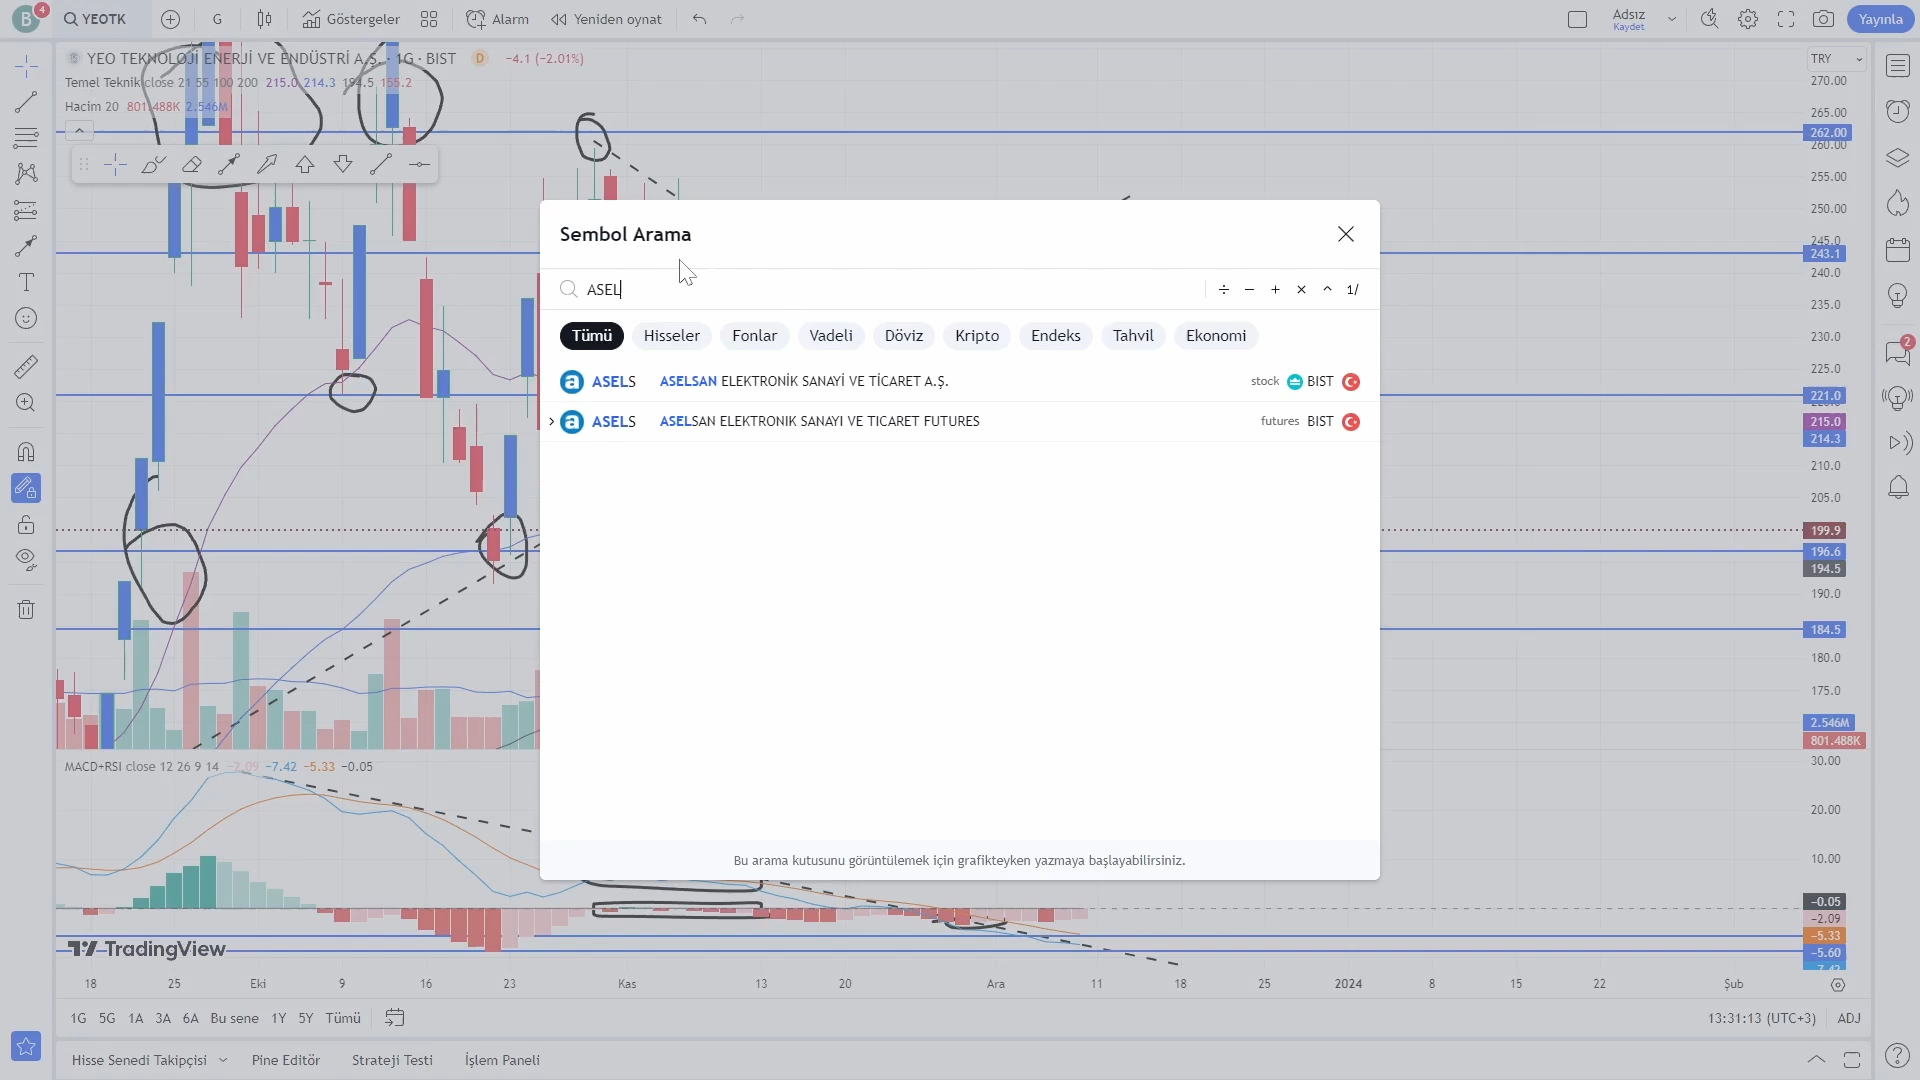 B 4 YEOTK G Göstergeler Alarm Yeniden oynat Adsız Kaydet Yayınla
YEO TEKNOLOJİ ENERJİ VE ENDÜSTRİ A.Ş. · 1G · BIST D −4.1 (−2.01%)
TRY
Temel Teknik close 21 55 100 200 215.0 214.3 194.5 155.2
Hacim 20 801.488K 2.546M
270.00
265.00
262.00
260.00
255.00
250.00
245.0
243.1
240.0
235.0
230.0
225.0
221.0
215.0
214.3
210.0
205.0
199.9
196.6
194.5
190.0
184.5
180.0
175.0
2.546M
801.488K
Sembol Arama
ASEL
1/
Tümü Hisseler Fonlar Vadeli Döviz Kripto Endeks Tahvil Ekonomi
ASELS ASELSAN ELEKTRONİK SANAYİ VE TİCARET A.Ş. stock BIST
ASELS ASELSAN ELEKTRONIK SANAYI VE TICARET FUTURES futures BIST
Bu arama kutusunu görüntülemek için grafikteyken yazmaya başlayabilirsiniz.
MACD+RSI close 12 26 9 14 −2.09 −7.42 −5.33 −0.05
30.00
20.00
10.00
−0.05
−2.09
−5.33
−5.60
−7.42
2
TradingView
18 25 Eki 9 16 23 Kas 13 20 Ara 11 18 25 2024 8 15 22 Şub
1G 5G 1A 3A 6A Bu sene 1Y 5Y Tümü 13:31:13 (UTC+3) ADJ
Hisse Senedi Takipçisi Pine Editör Strateji Testi İşlem Paneli